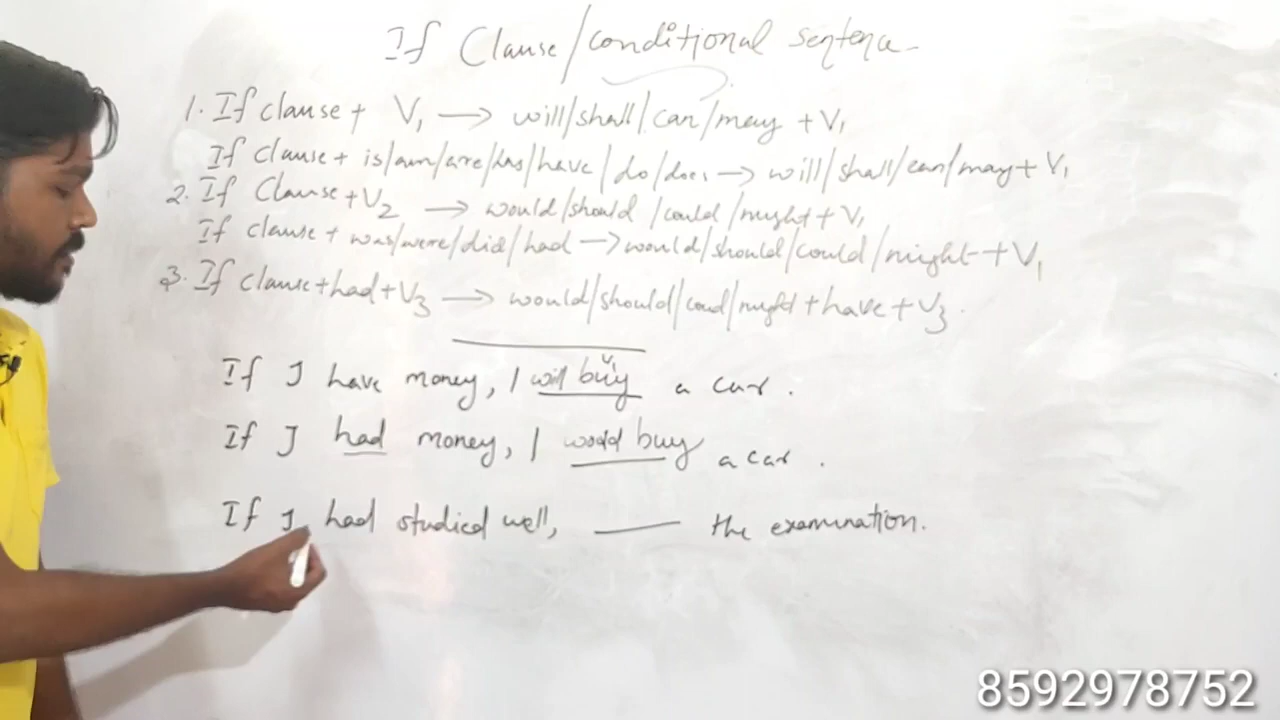 If Clause/conditional sentence
1. If clause + V1 → will/shall/can/may + V1
If Clause + is/am/are/has/have/do/does → will/shall/can/may + V1
2. If Clause + V2 → would/should/could/might + V1
If clause + was/were/did/had → would/should/could/might + V1
3. If clause + had + V3 → would/should/coud/might + have + V3.
V1
If I have money, I will buy a car.
If I had money, I would buy a car.
If I had studied well, ___ the examination.
8592978752